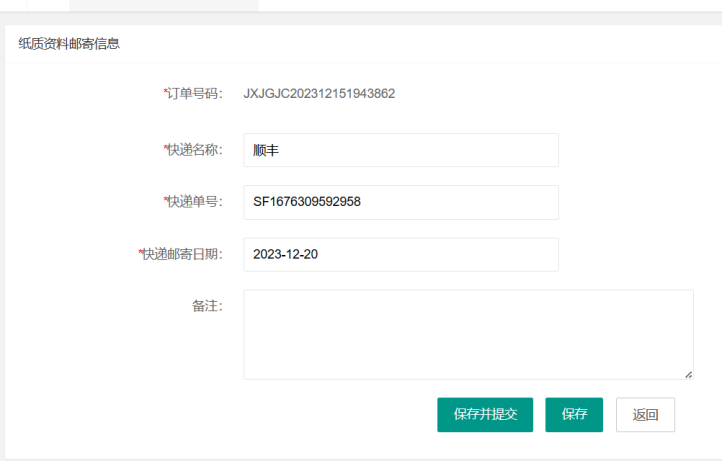 纸质资料邮寄信息
*订单号码： JXJGJC202312151943862
*快递名称： 顺丰
*快递单号： SF1676309592958
*快递邮寄日期： 2023-12-20
备注：
保存并提交 保存 返回